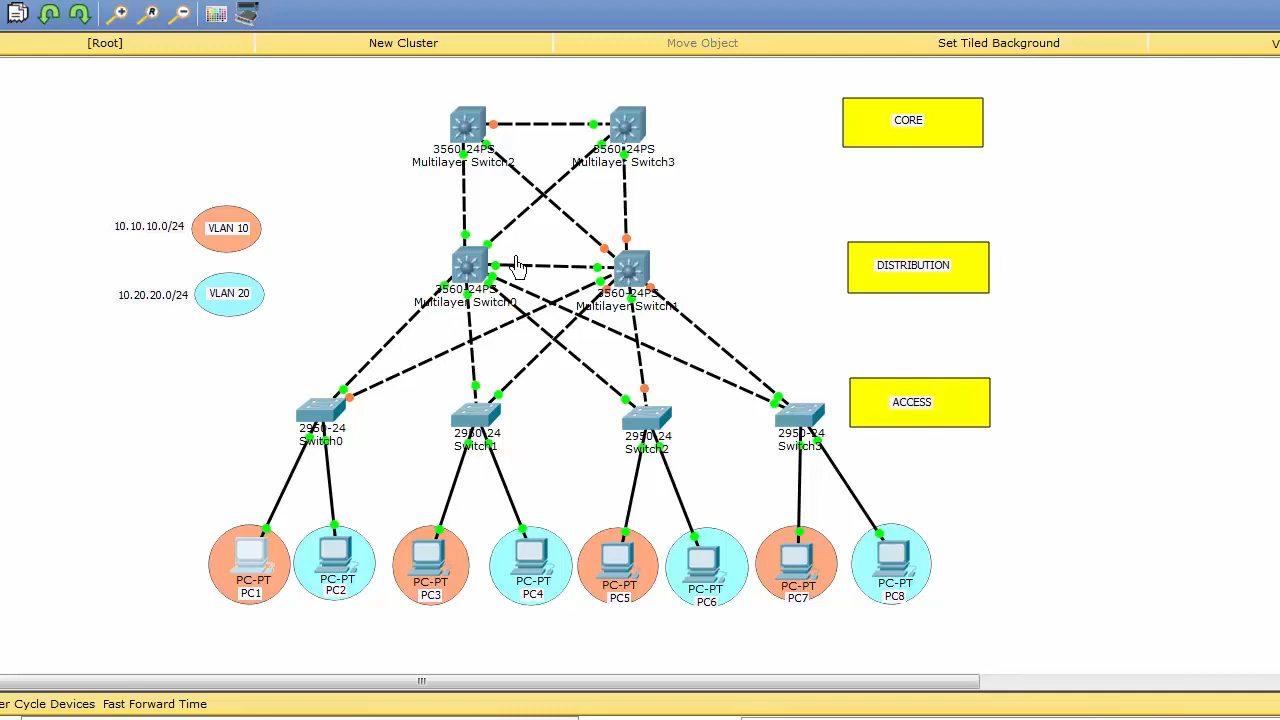 [Root]
New Cluster
Move Object
Set Tiled Background
3560-24PS
Multilayer Switch2
3560-24PS
Multilayer Switch3
CORE
10.10.10.0/24
VLAN 10
10.20.20.0/24
VLAN 20
3560-24PS
Multilayer Switch0
3560-24PS
Multilayer Switch1
DISTRIBUTION
2950-24
Switch0
2950-24
Switch1
2950-24
Switch2
2950-24
Switch3
ACCESS
PC-PT
PC1
PC-PT
PC2
PC-PT
PC3
PC-PT
PC4
PC-PT
PC5
PC-PT
PC6
PC-PT
PC7
PC-PT
PC8
Cycle Devices Fast Forward Time